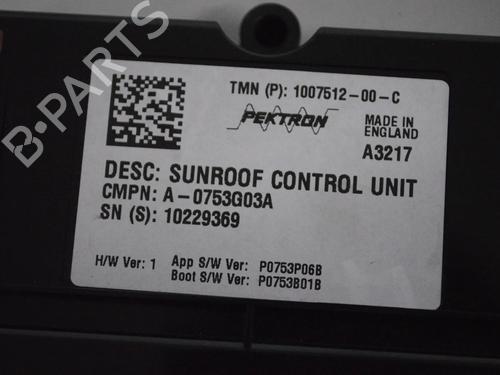 B-PARTS
TMN (P): 1007512-00-C
PEKTRON
MADE IN
ENGLAND
A3217
DESC: SUNROOF CONTROL UNIT
CMPN: A-0753G03A
SN (S): 10229369
H/W Ver: 1 App S/W Ver: P0753P06B
Boot S/W Ver: P0753B01B